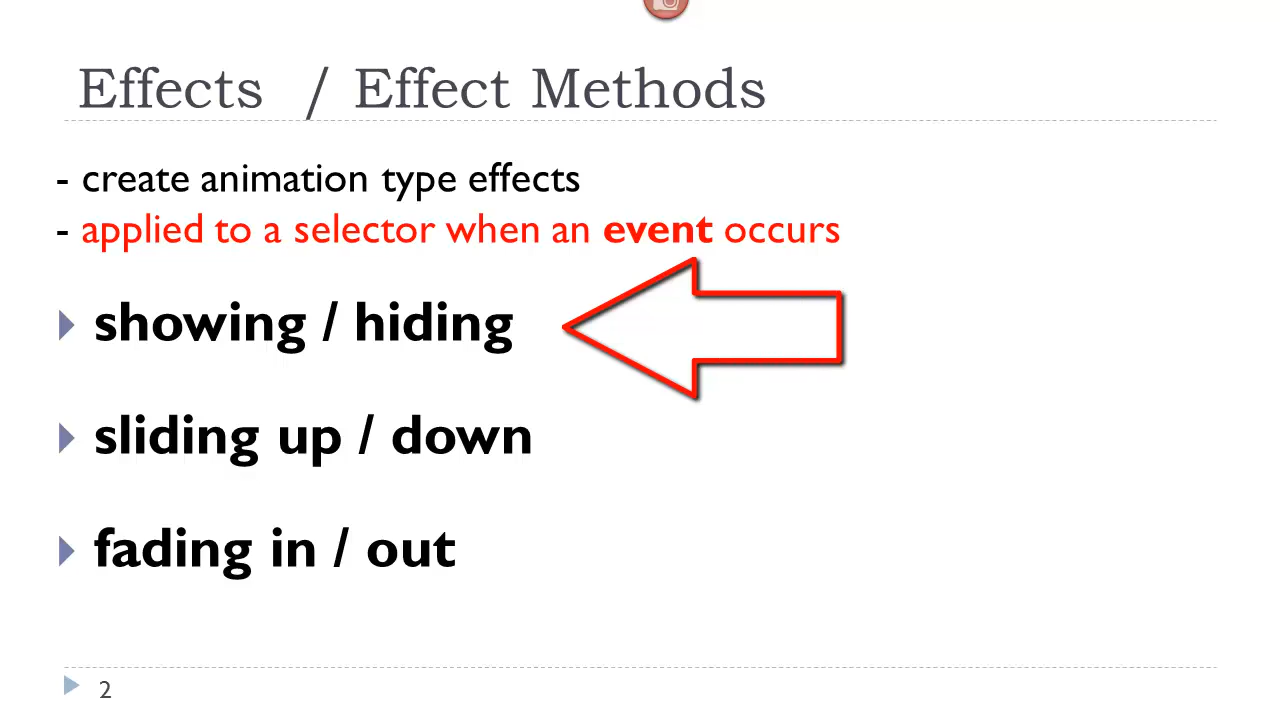 Effects / Effect Methods
- create animation type effects
- applied to a selector when an event occurs
showing / hiding
sliding up / down
fading in / out
2